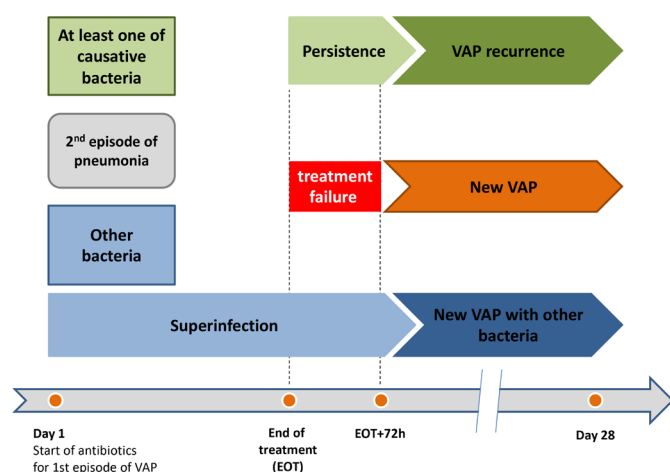 At least one of
causative
bacteria
Persistence
VAP recurrence
2nd episode of
pneumonia
treatment
failure
New VAP
Other
bacteria
Superinfection
New VAP with other
bacteria
Day 1
Start of antibiotics
for 1st episode of VAP
End of
treatment
(EOT)
EOT+72h
Day 28